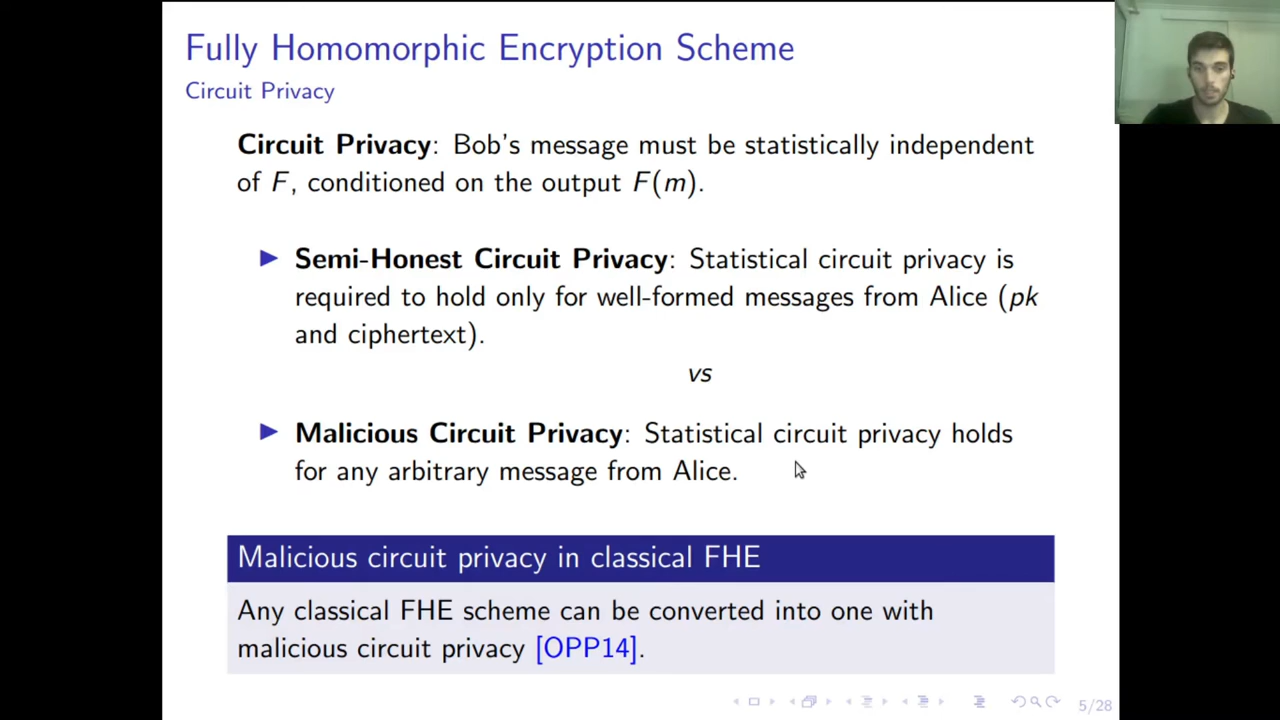 Fully Homomorphic Encryption Scheme
Circuit Privacy
Circuit Privacy: Bob's message must be statistically independent
of F, conditioned on the output F(m).
▶ Semi-Honest Circuit Privacy: Statistical circuit privacy is
required to hold only for well-formed messages from Alice (pk
and ciphertext).
vs
▶ Malicious Circuit Privacy: Statistical circuit privacy holds
for any arbitrary message from Alice.
Malicious circuit privacy in classical FHE
Any classical FHE scheme can be converted into one with
malicious circuit privacy [OPP14].
5/28